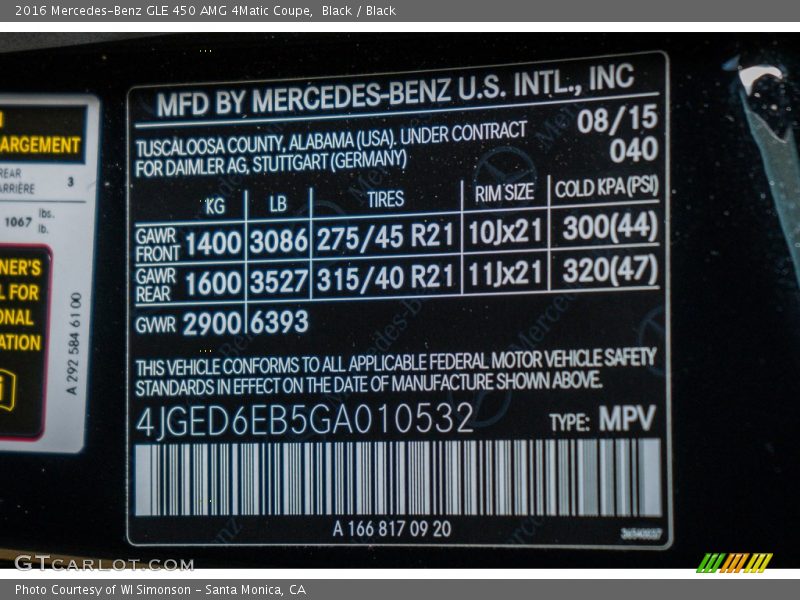 2016 Mercedes-Benz GLE 450 AMG 4Matic Coupe,  Black / Black
ARGEMENT
REAR
ARRIÈRE 3
1067 lbs.
lb.
NER'S
L FOR
ONAL
ATION
A 292 584 61 00
MFD BY MERCEDES-BENZ U.S. INTL., INC
TUSCALOOSA COUNTY, ALABAMA (USA). UNDER CONTRACT 08/15
FOR DAIMLER AG, STUTTGART (GERMANY) 040
KG LB TIRES RIM SIZE COLD KPA(PSI)
GAWR FRONT 1400 3086 275/45 R21 10Jx21 300(44)
GAWR REAR 1600 3527 315/40 R21 11Jx21 320(47)
GWR 2900 6393
THIS VEHICLE CONFORMS TO ALL APPLICABLE FEDERAL MOTOR VEHICLE SAFETY
STANDARDS IN EFFECT ON THE DATE OF MANUFACTURE SHOWN ABOVE.
4JGED6EB5GA010532 TYPE: MPV
A 166 817 09 20
GTCARLOT.COM
Photo Courtesy of WI Simonson - Santa Monica, CA